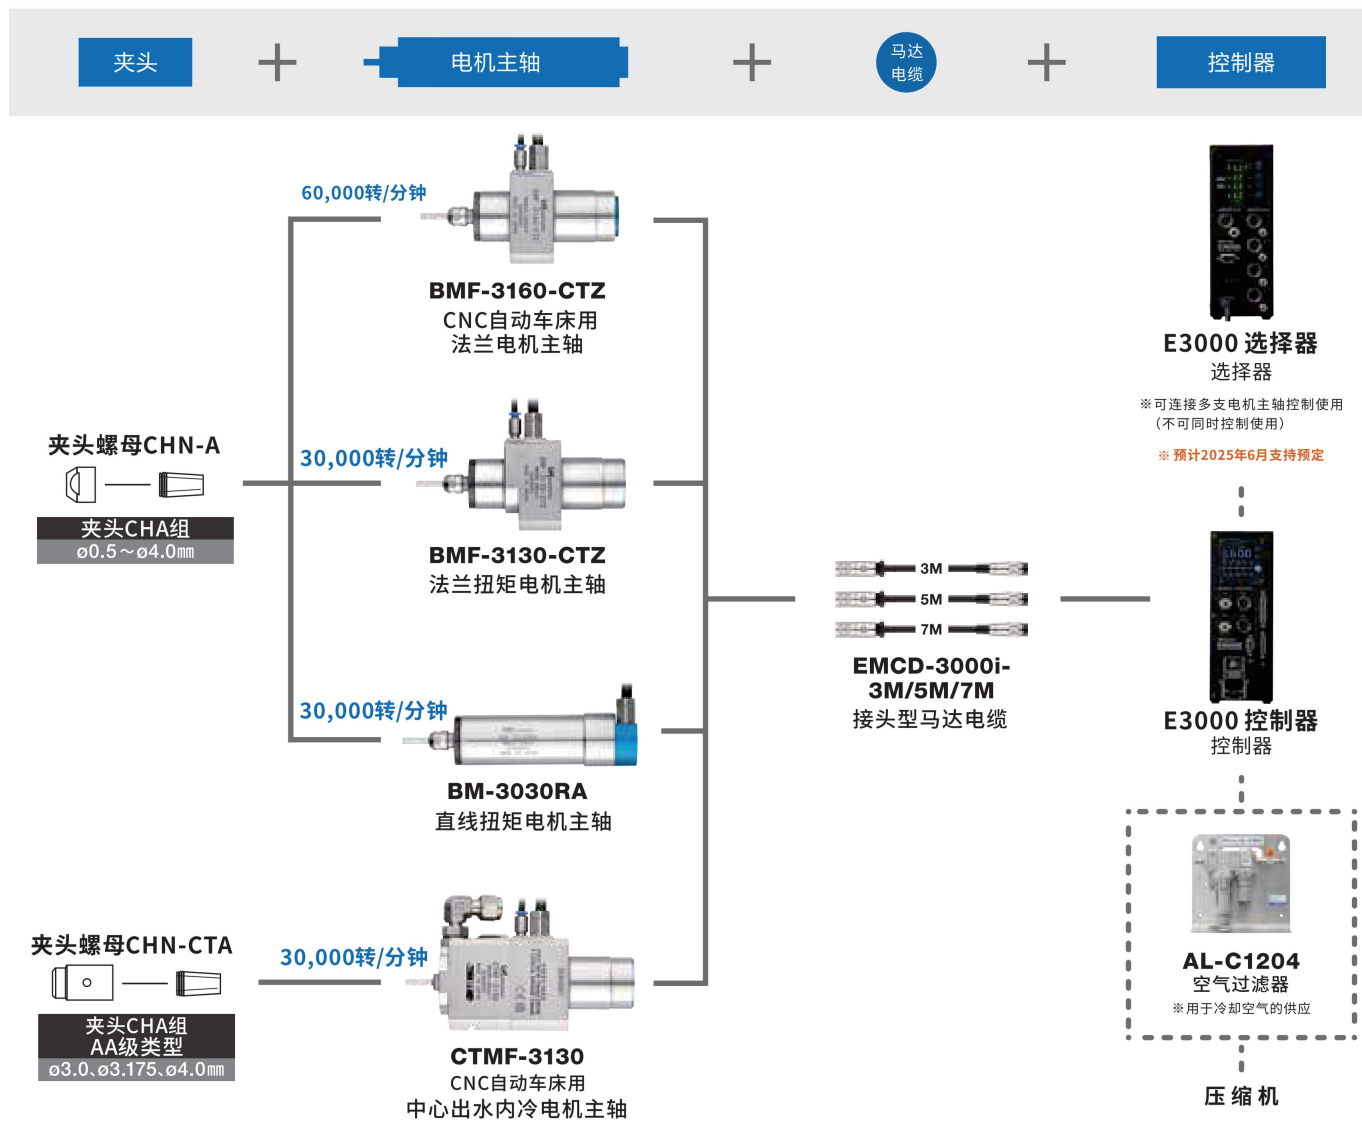 夹头
电机主轴
马达
电缆
控制器
60,000转/分钟
BMF-3160-CTZ
CNC自动车床用
法兰电机主轴
30,000转/分钟
BMF-3130-CTZ
法兰扭矩电机主轴
30,000转/分钟
BM-3030RA
直线扭矩电机主轴
夹头螺母CHN-A
夹头CHA组
ø0.5～ø4.0㎜
夹头螺母CHN-CTA
夹头CHA组
AA级类型
ø3.0、ø3.175、ø4.0㎜
30,000转/分钟
CTMF-3130
CNC自动车床用
中心出水内冷电机主轴
3M
5M
7M
EMCD-3000i-
3M/5M/7M
接头型马达电缆
E3000 选择器
选择器
※可连接多支电机主轴控制使用
（不可同时控制使用）
※ 预计2025年6月支持预定
E3000 控制器
控制器
AL-C1204
空气过滤器
※用于冷却空气的供应
压缩机